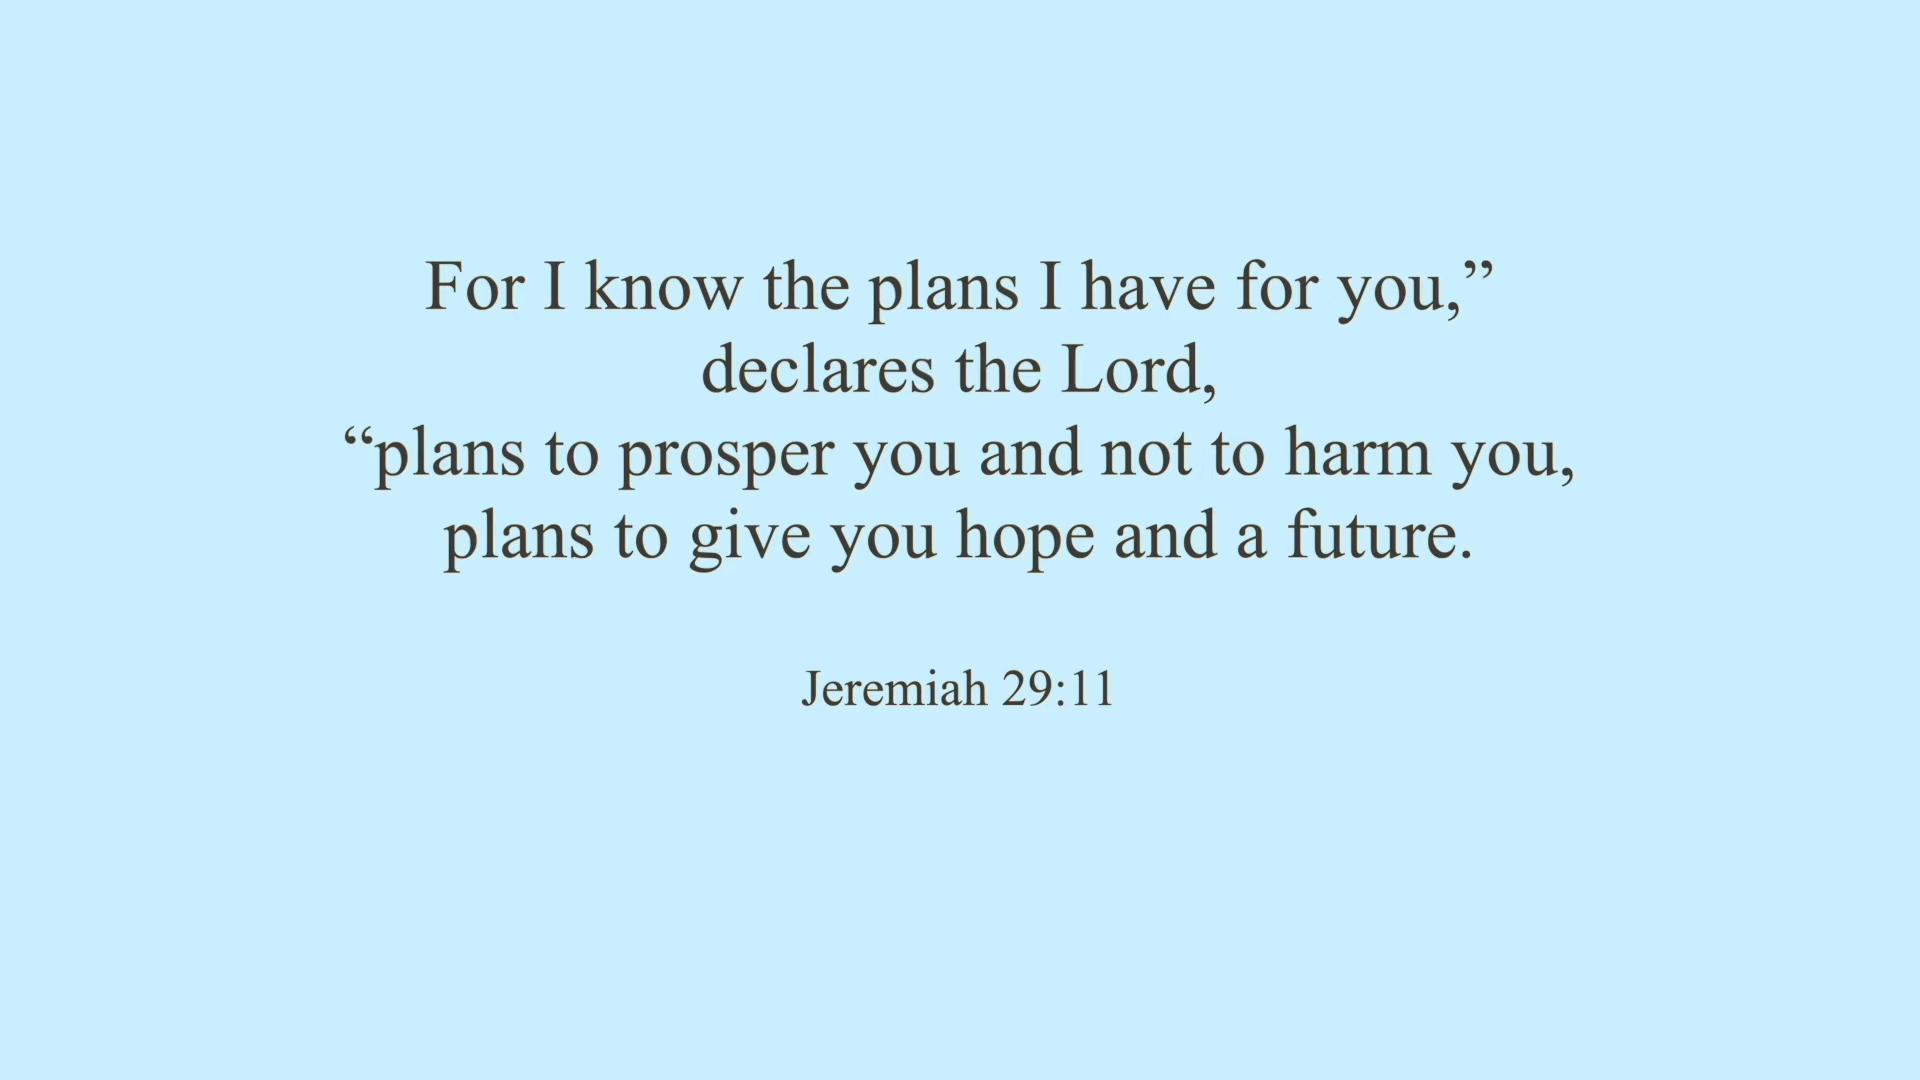 For I know the plans I have for you,”
declares the Lord,
“plans to prosper you and not to harm you,
plans to give you hope and a future.
Jeremiah 29:11